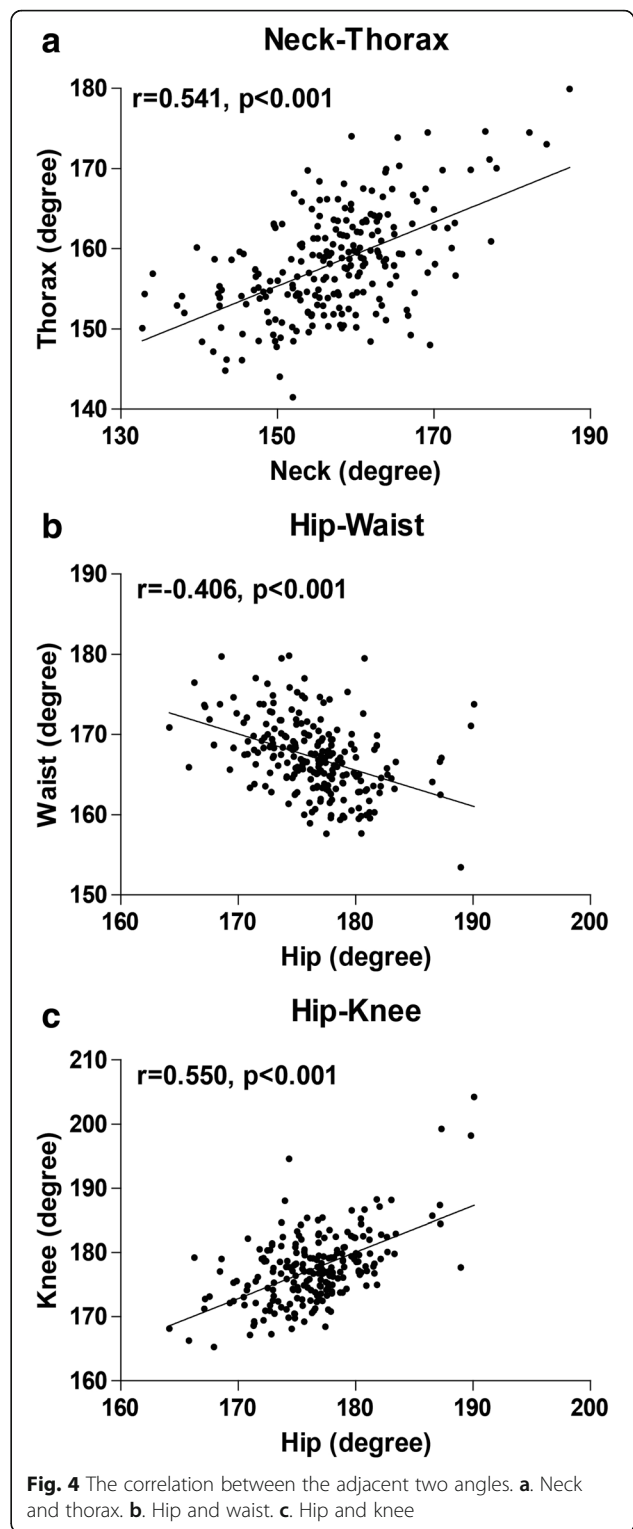 a
Neck-Thorax
r=0.541, p<0.001
180
170
160
150
140
Thorax (degree)
130 150 170 190
Neck (degree)
b
Hip-Waist
r=-0.406, p<0.001
190
180
170
160
150
Waist (degree)
160 170 180 190 200
Hip (degree)
c
Hip-Knee
r=0.550, p<0.001
210
200
190
180
170
160
Knee (degree)
160 170 180 190 200
Hip (degree)
Fig. 4 The correlation between the adjacent two angles. a. Neck
and thorax. b. Hip and waist. c. Hip and knee